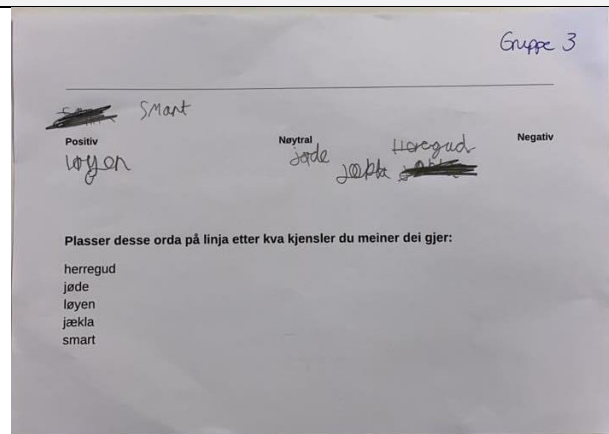 Gruppe 3
Smart
Positiv Nøytral Negativ
løyen jøde Herregud
jækla
Plasser desse orda på linja etter kva kjensler du meiner dei gjer:
herregud
jøde
løyen
jækla
smart